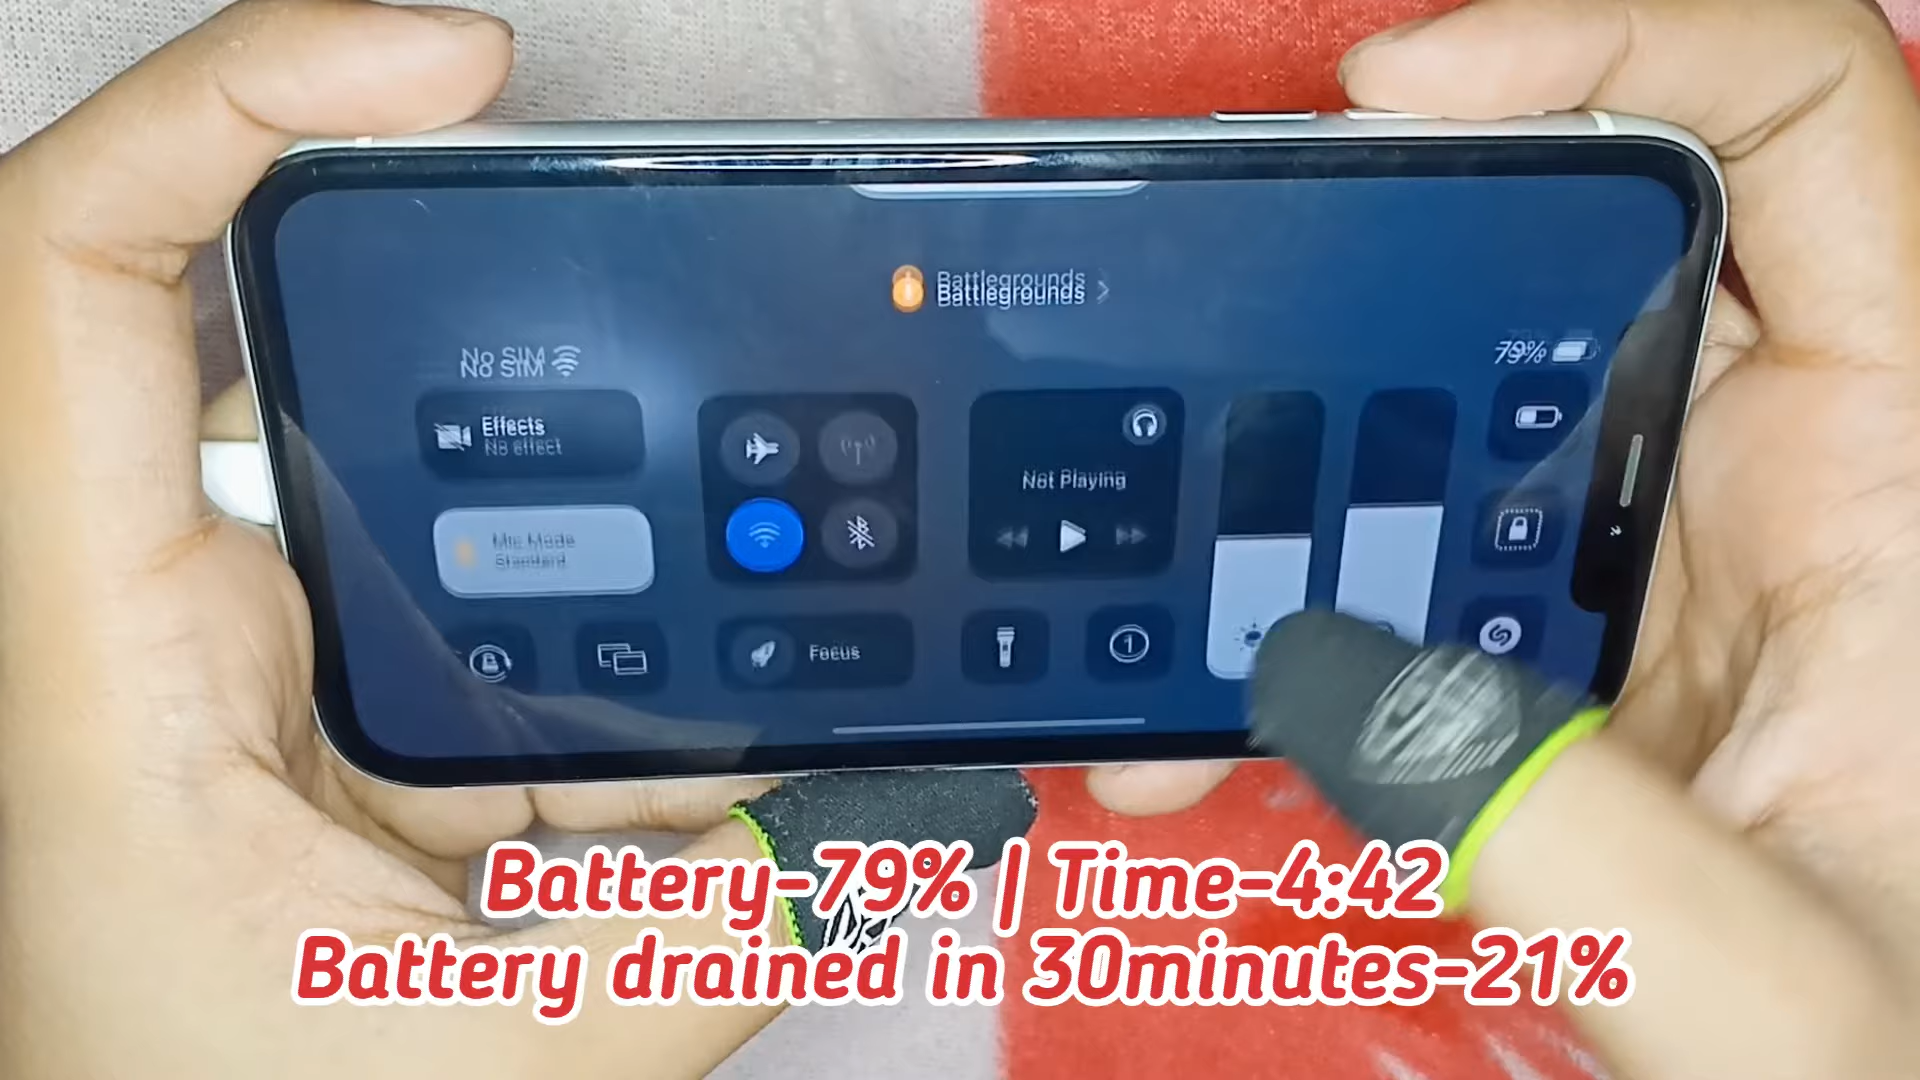 Battlegrounds
No SIM
79%
Effects
No effect
Not Playing
Mic Mode
Standard
Focus
1
Battery-79% | Time-4:42
Battery drained in 30minutes-21%